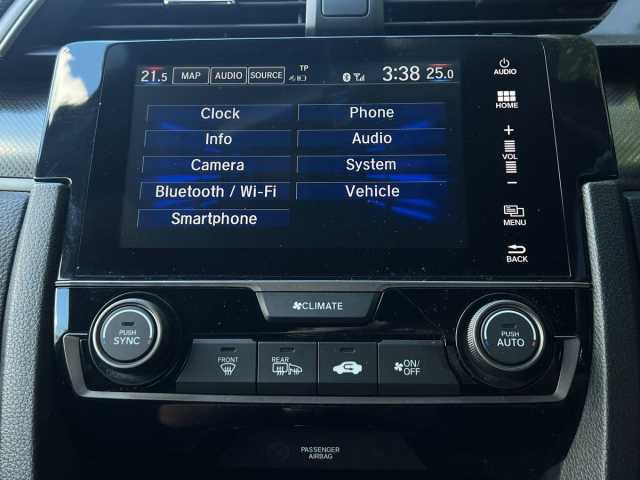 21.5 MAP AUDIO SOURCE TP 3:38 25.0
AUDIO
HOME
+
VOL
−
MENU
BACK
Clock Phone
Info Audio
Camera System
Bluetooth / Wi-Fi Vehicle
Smartphone
CLIMATE
PUSH
SYNC
FRONT
REAR
ON/
OFF
PUSH
AUTO
PASSENGER
AIRBAG